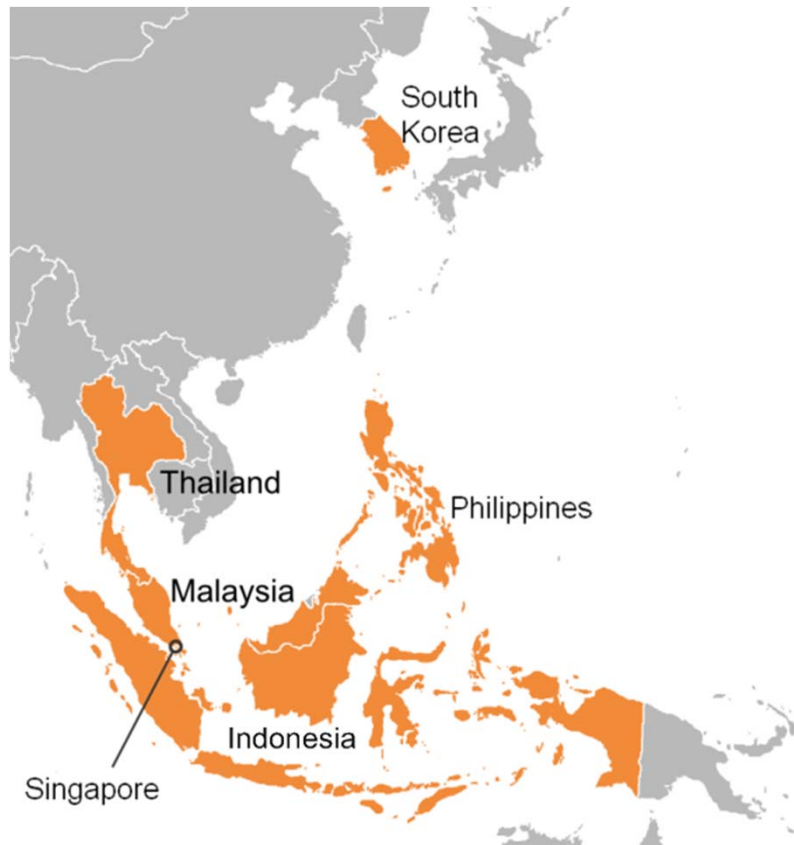 South
Korea
Thailand
Philippines
Malaysia
Indonesia
Singapore